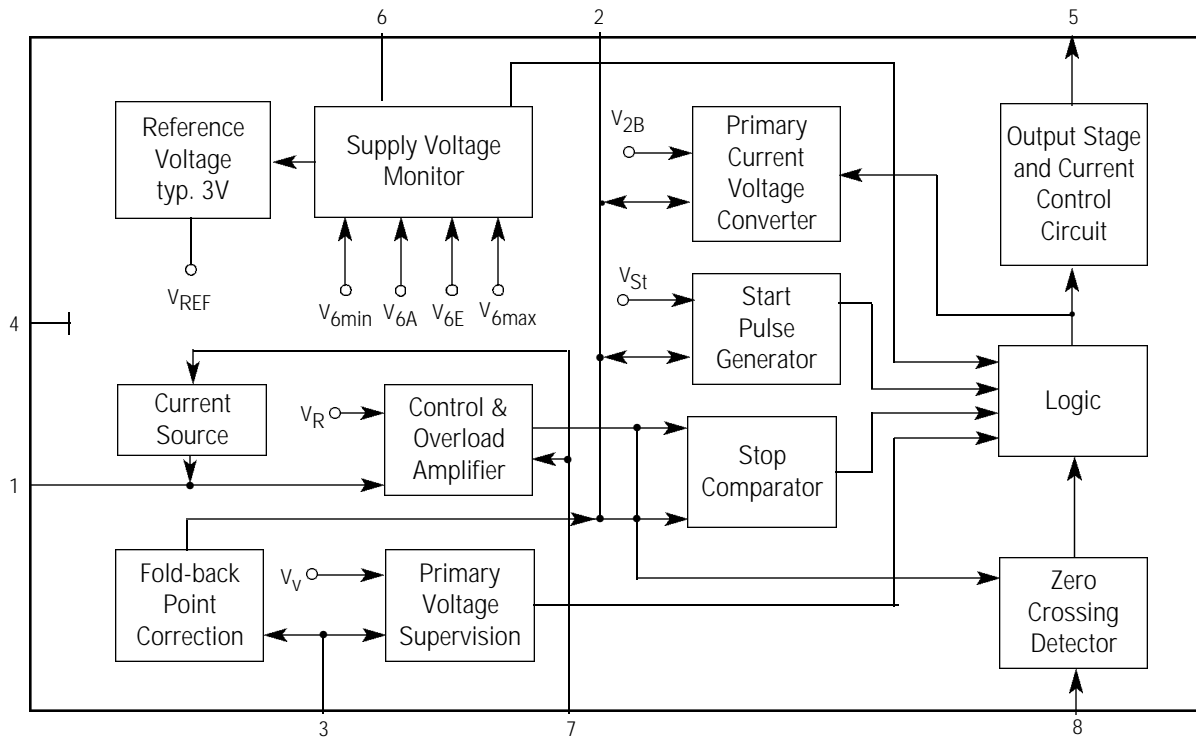 6
2
5
Reference
Voltage
typ. 3V
Supply Voltage
Monitor
V2B
Primary
Current
Voltage
Converter
Output Stage
and Current
Control
Circuit
VREF
V6min
V6A
V6E
V6max
VSt
Start
Pulse
Generator
4
Current
Source
VR
Control &
Overload
Amplifier
Stop
Comparator
Logic
1
Fold-back
Point
Correction
Vv
Primary
Voltage
Supervision
Zero
Crossing
Detector
3
7
8